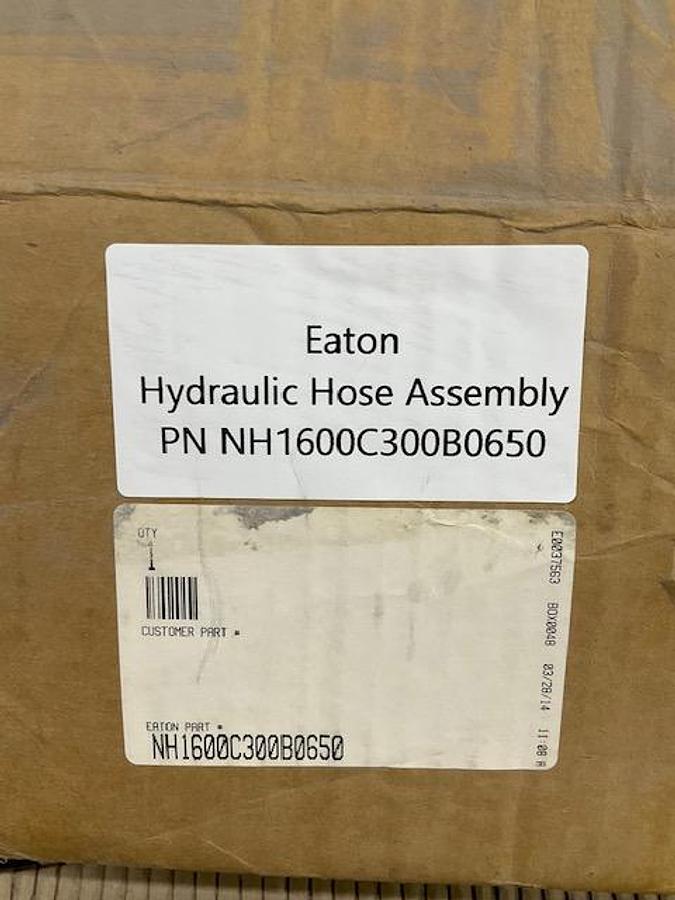 Eaton
Hydraulic Hose Assembly
PN NH1600C300B0650
QTY
1
CUSTOMER PART #
EATON PART #
NH1600C300B0650
E0037563 BOX0048 03/28/14 11:08 A